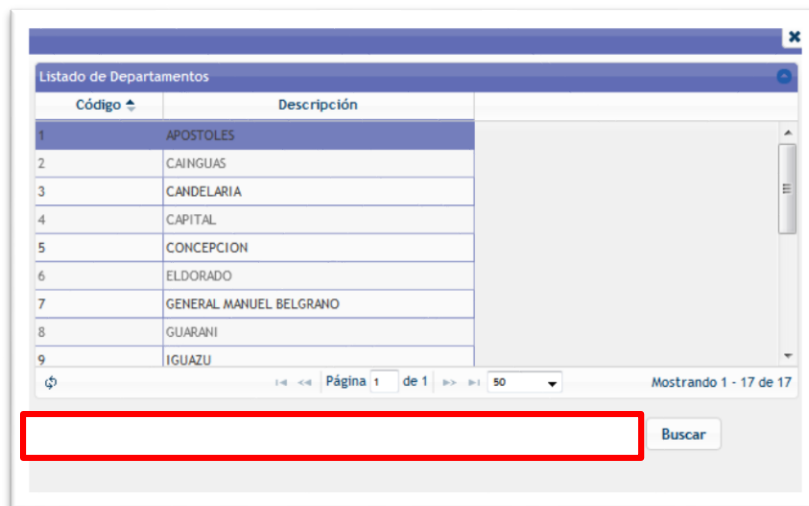 Listado de Departamentos
Código Descripción
1 APOSTOLES
2 CAINGUAS
3 CANDELARIA
4 CAPITAL
5 CONCEPCION
6 ELDORADO
7 GENERAL MANUEL BELGRANO
8 GUARANI
9 IGUAZU
Página 1 de 1 50 Mostrando 1 - 17 de 17
Buscar